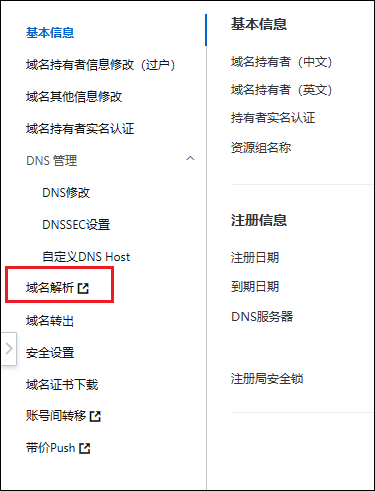 基本信息
域名持有者信息修改（过户）
域名其他信息修改
域名持有者实名认证
DNS 管理
DNS修改
DNSSEC设置
自定义DNS Host
域名解析
域名转出
安全设置
域名证书下载
账号间转移
带价Push
基本信息
域名持有者（中文）
域名持有者（英文）
持有者实名认证
资源组名称
注册信息
注册日期
到期日期
DNS服务器
注册局安全锁